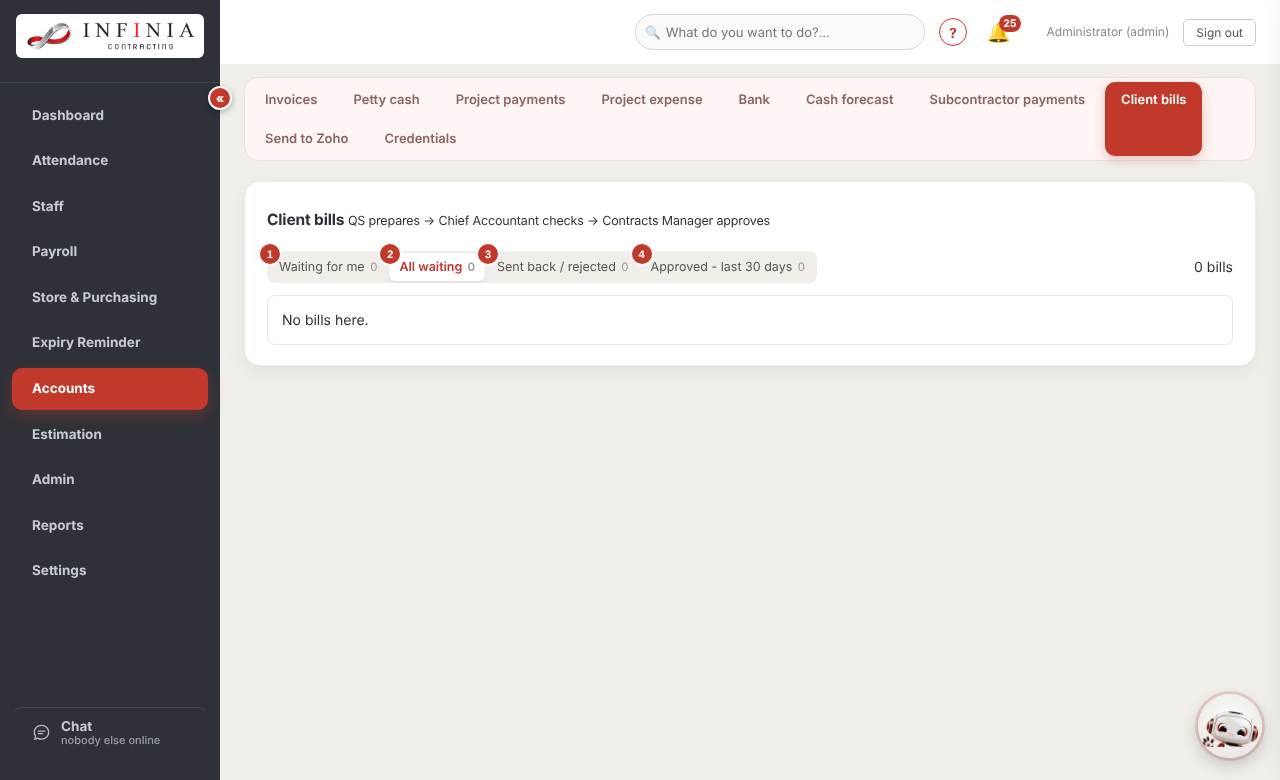 INFINIA
CONTRACTING
«
Dashboard
Attendance
Staff
Payroll
Store & Purchasing
Expiry Reminder
Accounts
Estimation
Admin
Reports
Settings
Chat
nobody else online
🔍 What do you want to do?...
?
🔔 25
Administrator (admin)
Sign out
Invoices Petty cash Project payments Project expense Bank Cash forecast Subcontractor payments Client bills
Send to Zoho Credentials
Client bills QS prepares → Chief Accountant checks → Contracts Manager approves
1 Waiting for me 0 2 All waiting 0 3 Sent back / rejected 0 4 Approved - last 30 days 0 0 bills
No bills here.